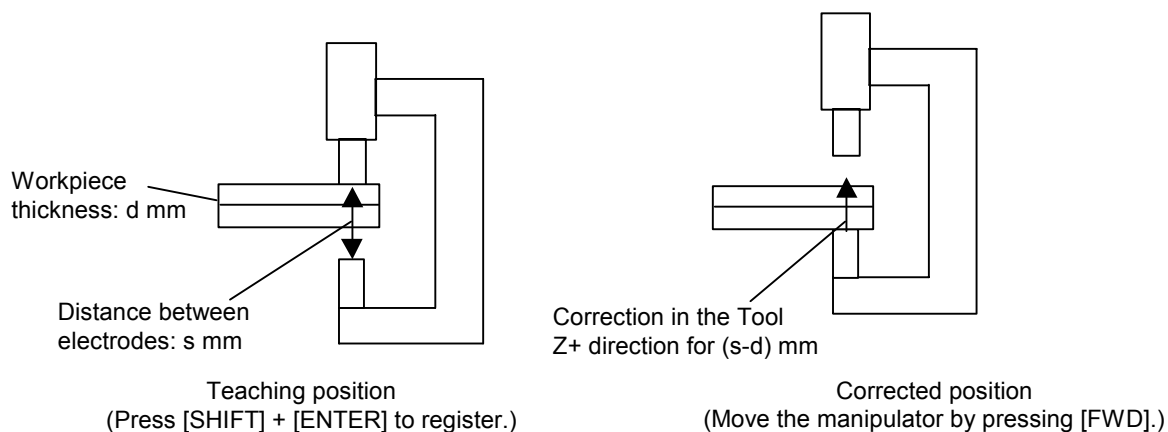 Workpiece
thickness: d mm
Distance between
electrodes: s mm
Teaching position
(Press [SHIFT] + [ENTER] to register.)
Correction in the Tool
Z+ direction for (s-d) mm
Corrected position
(Move the manipulator by pressing [FWD].)